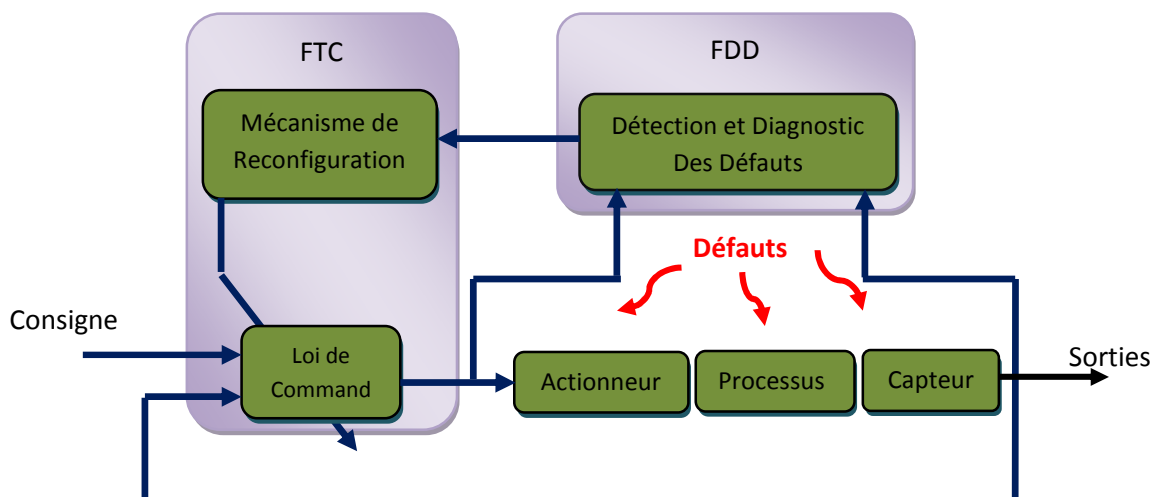 FTC
FDD
Mécanisme de
Reconfiguration
Détection et Diagnostic
Des Défauts
Défauts
Consigne
Loi de
Command
Actionneur
Processus
Capteur
Sorties